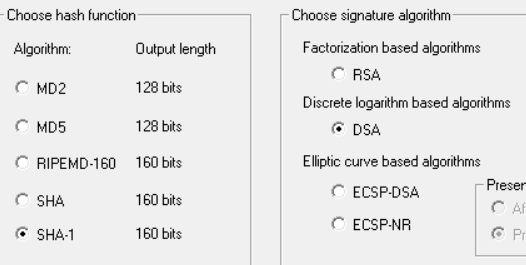 Choose hash function
Algorithm: Output length
MD2 128 bits
MD5 128 bits
RIPEMD-160 160 bits
SHA 160 bits
SHA-1 160 bits
Choose signature algorithm
Factorization based algorithms
RSA
Discrete logarithm based algorithms
DSA
Elliptic curve based algorithms
ECSP-DSA
ECSP-NR